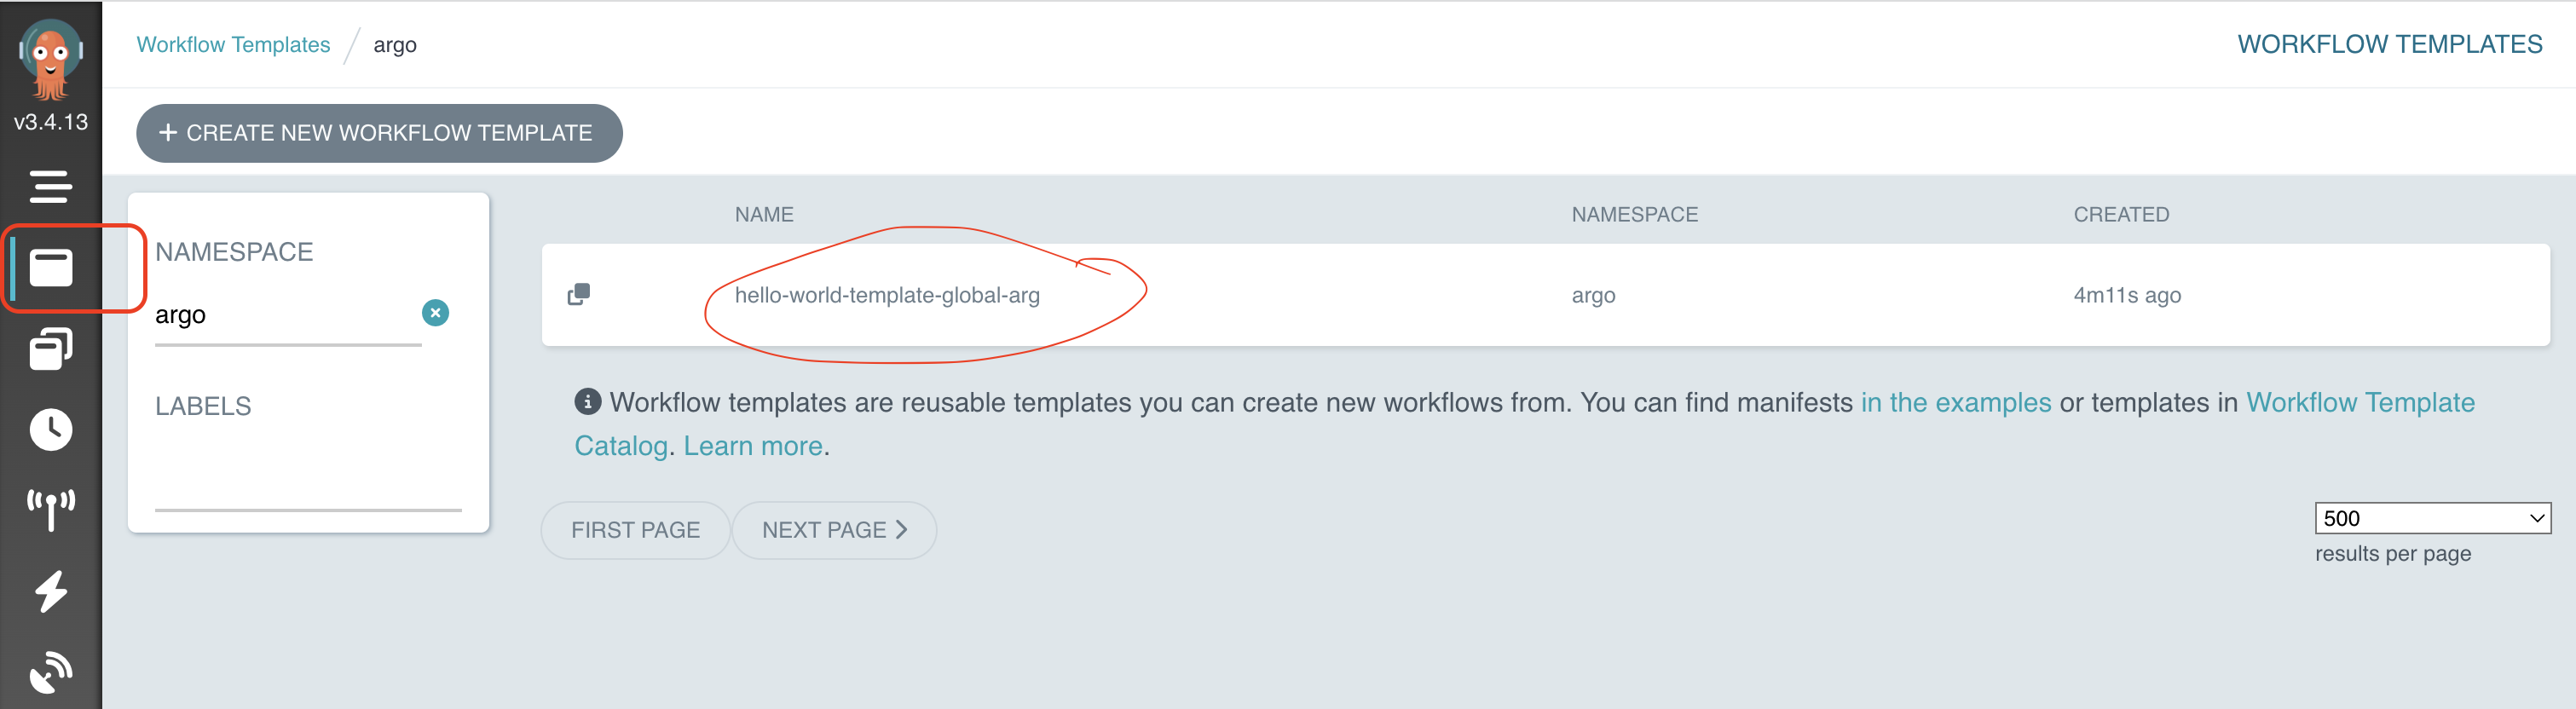 Workflow Templates / argo
WORKFLOW TEMPLATES
v3.4.13
+ CREATE NEW WORKFLOW TEMPLATE
NAMESPACE
argo
LABELS
NAME NAMESPACE CREATED
hello-world-template-global-arg argo 4m11s ago
Workflow templates are reusable templates you can create new workflows from. You can find manifests in the examples or templates in Workflow Template
Catalog. Learn more.
FIRST PAGE NEXT PAGE
500
results per page